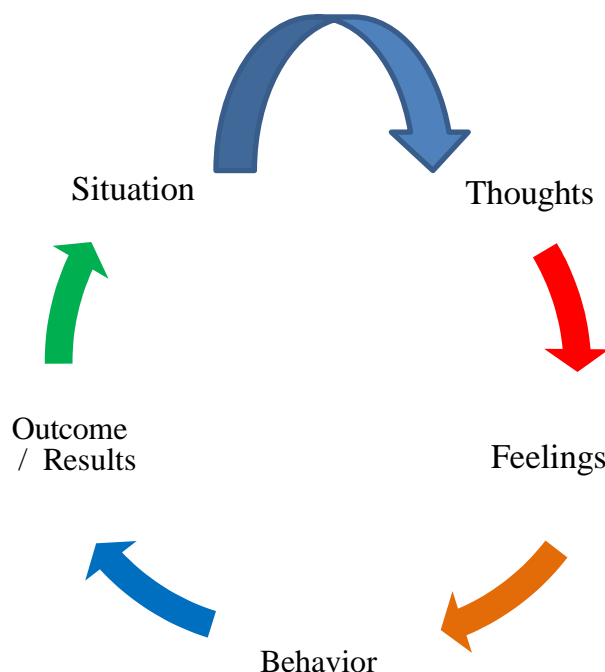 Situation
Thoughts
Feelings
Behavior
Outcome
/ Results